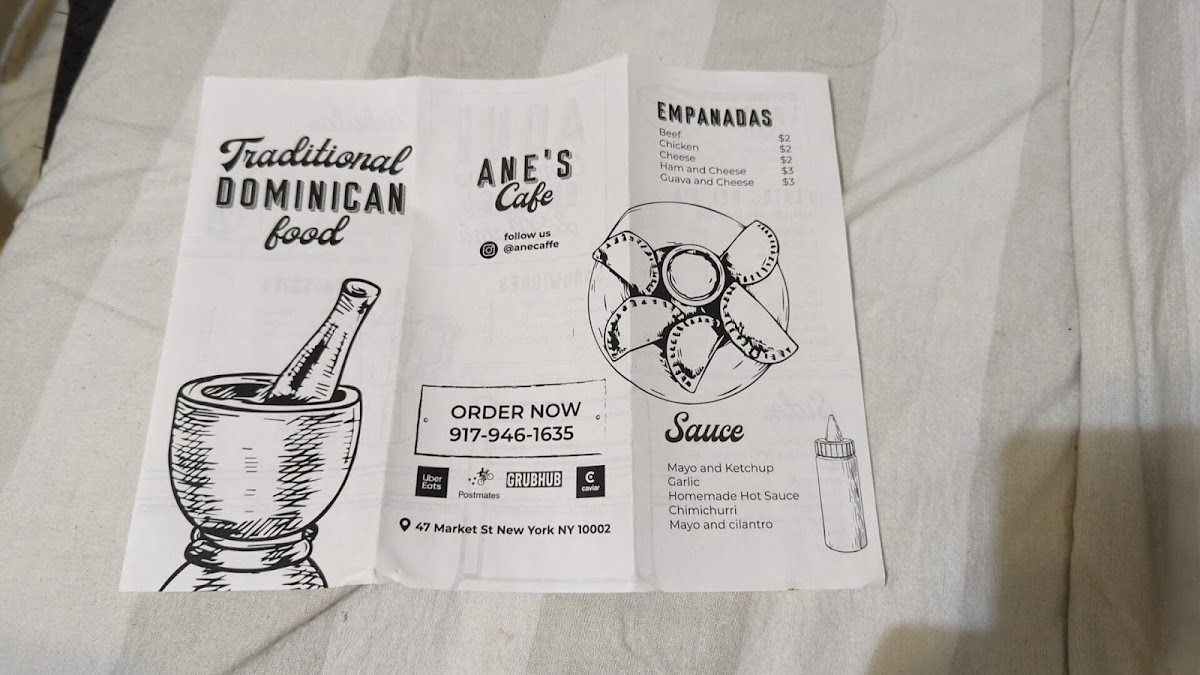 Traditional
DOMINICAN
food
ANE'S
Cafe
follow us
@anecaffe
ORDER NOW
917-946-1635
Uber
Eats
Postmates
GRUBHUB
caviar
47 Market St New York NY 10002
EMPANADAS
Beef $2
Chicken $2
Cheese $2
Ham and Cheese $3
Guava and Cheese $3
Sauce
Mayo and Ketchup
Garlic
Homemade Hot Sauce
Chimichurri
Mayo and cilantro